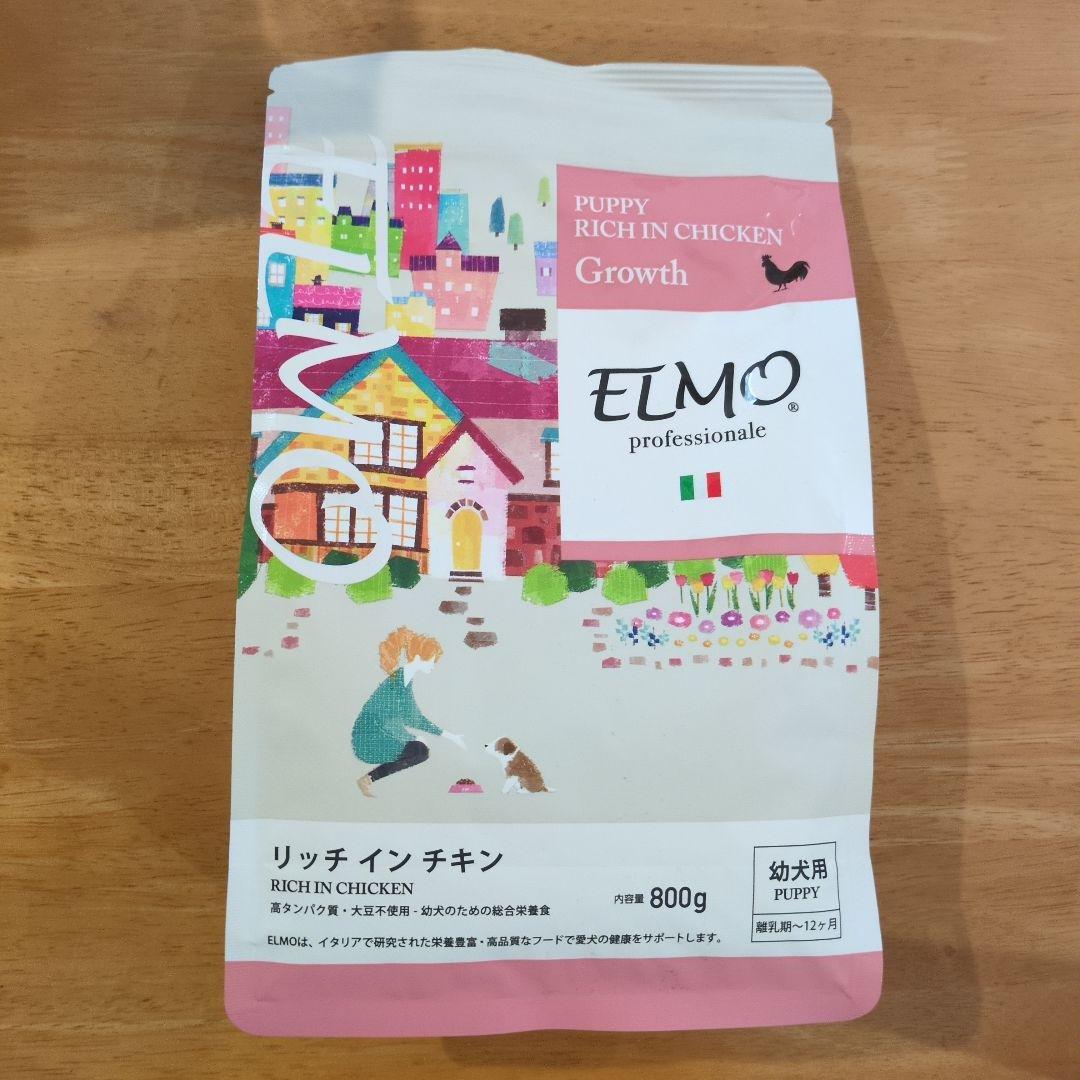 ELMO
PUPPY
RICH IN CHICKEN
Growth
ELMO®
professionale
リッチ イン チキン
RICH IN CHICKEN
高タンパク質・大豆不使用 - 幼犬のための総合栄養食
内容量 800g
幼犬用
PUPPY
離乳期～12ヶ月
ELMOは、イタリアで研究された栄養豊富・高品質なフードで愛犬の健康をサポートします。